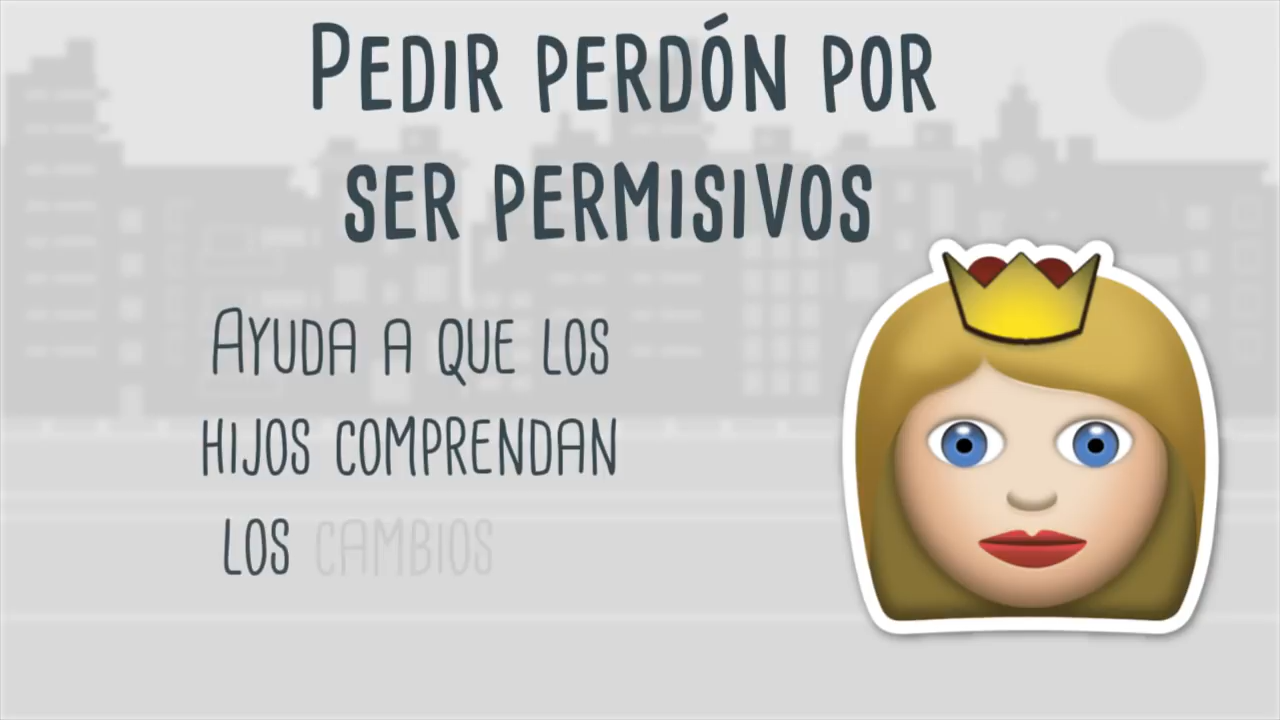 Pedir perdón por
ser permisivos
Ayuda a que los
hijos comprendan
los cambios